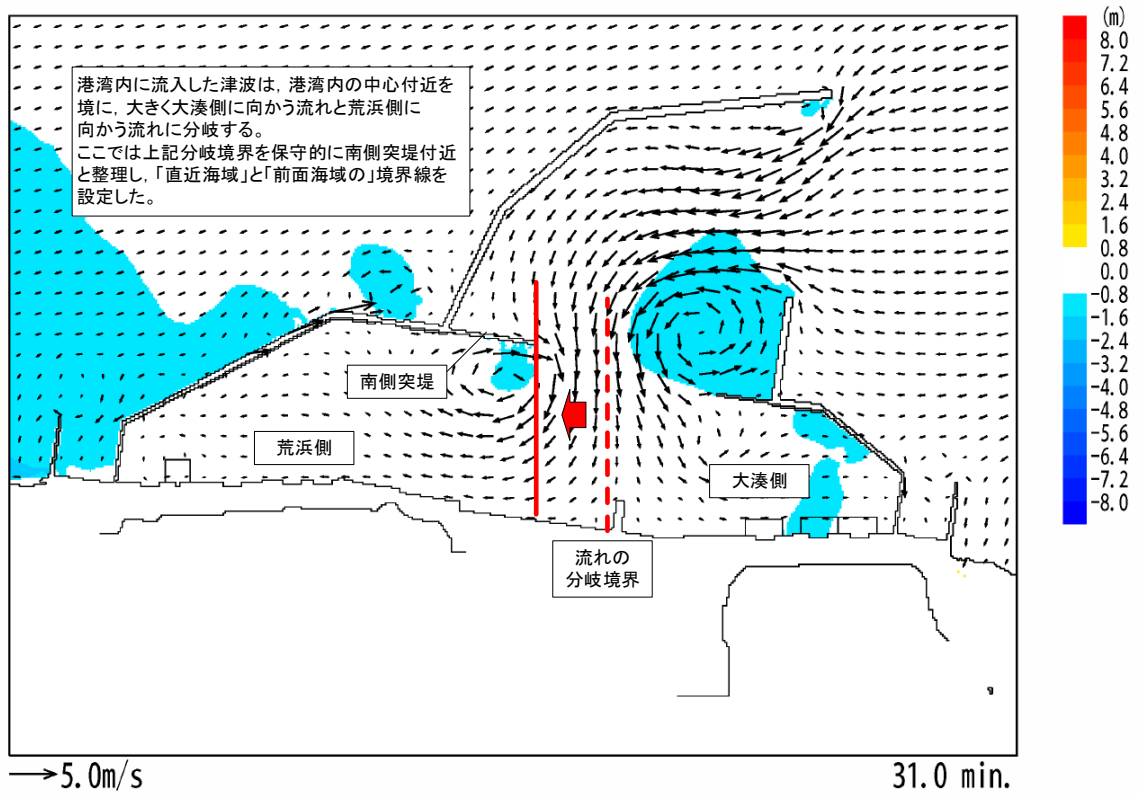 港湾内に流入した津波は，港湾内の中心付近を
境に，大きく大湊側に向かう流れと荒浜側に
向かう流れに分岐する。
ここでは上記分岐境界を保守的に南側突堤付近
と整理し，「直近海域」と「前面海域の」境界線を
設定した。
南側突堤
荒浜側
大湊側
流れの
分岐境界
5.0m/s
31.0 min.
(m)
8.0
7.2
6.4
5.6
4.8
4.0
3.2
2.4
1.6
0.8
0.0
-0.8
-1.6
-2.4
-3.2
-4.0
-4.8
-5.6
-6.4
-7.2
-8.0